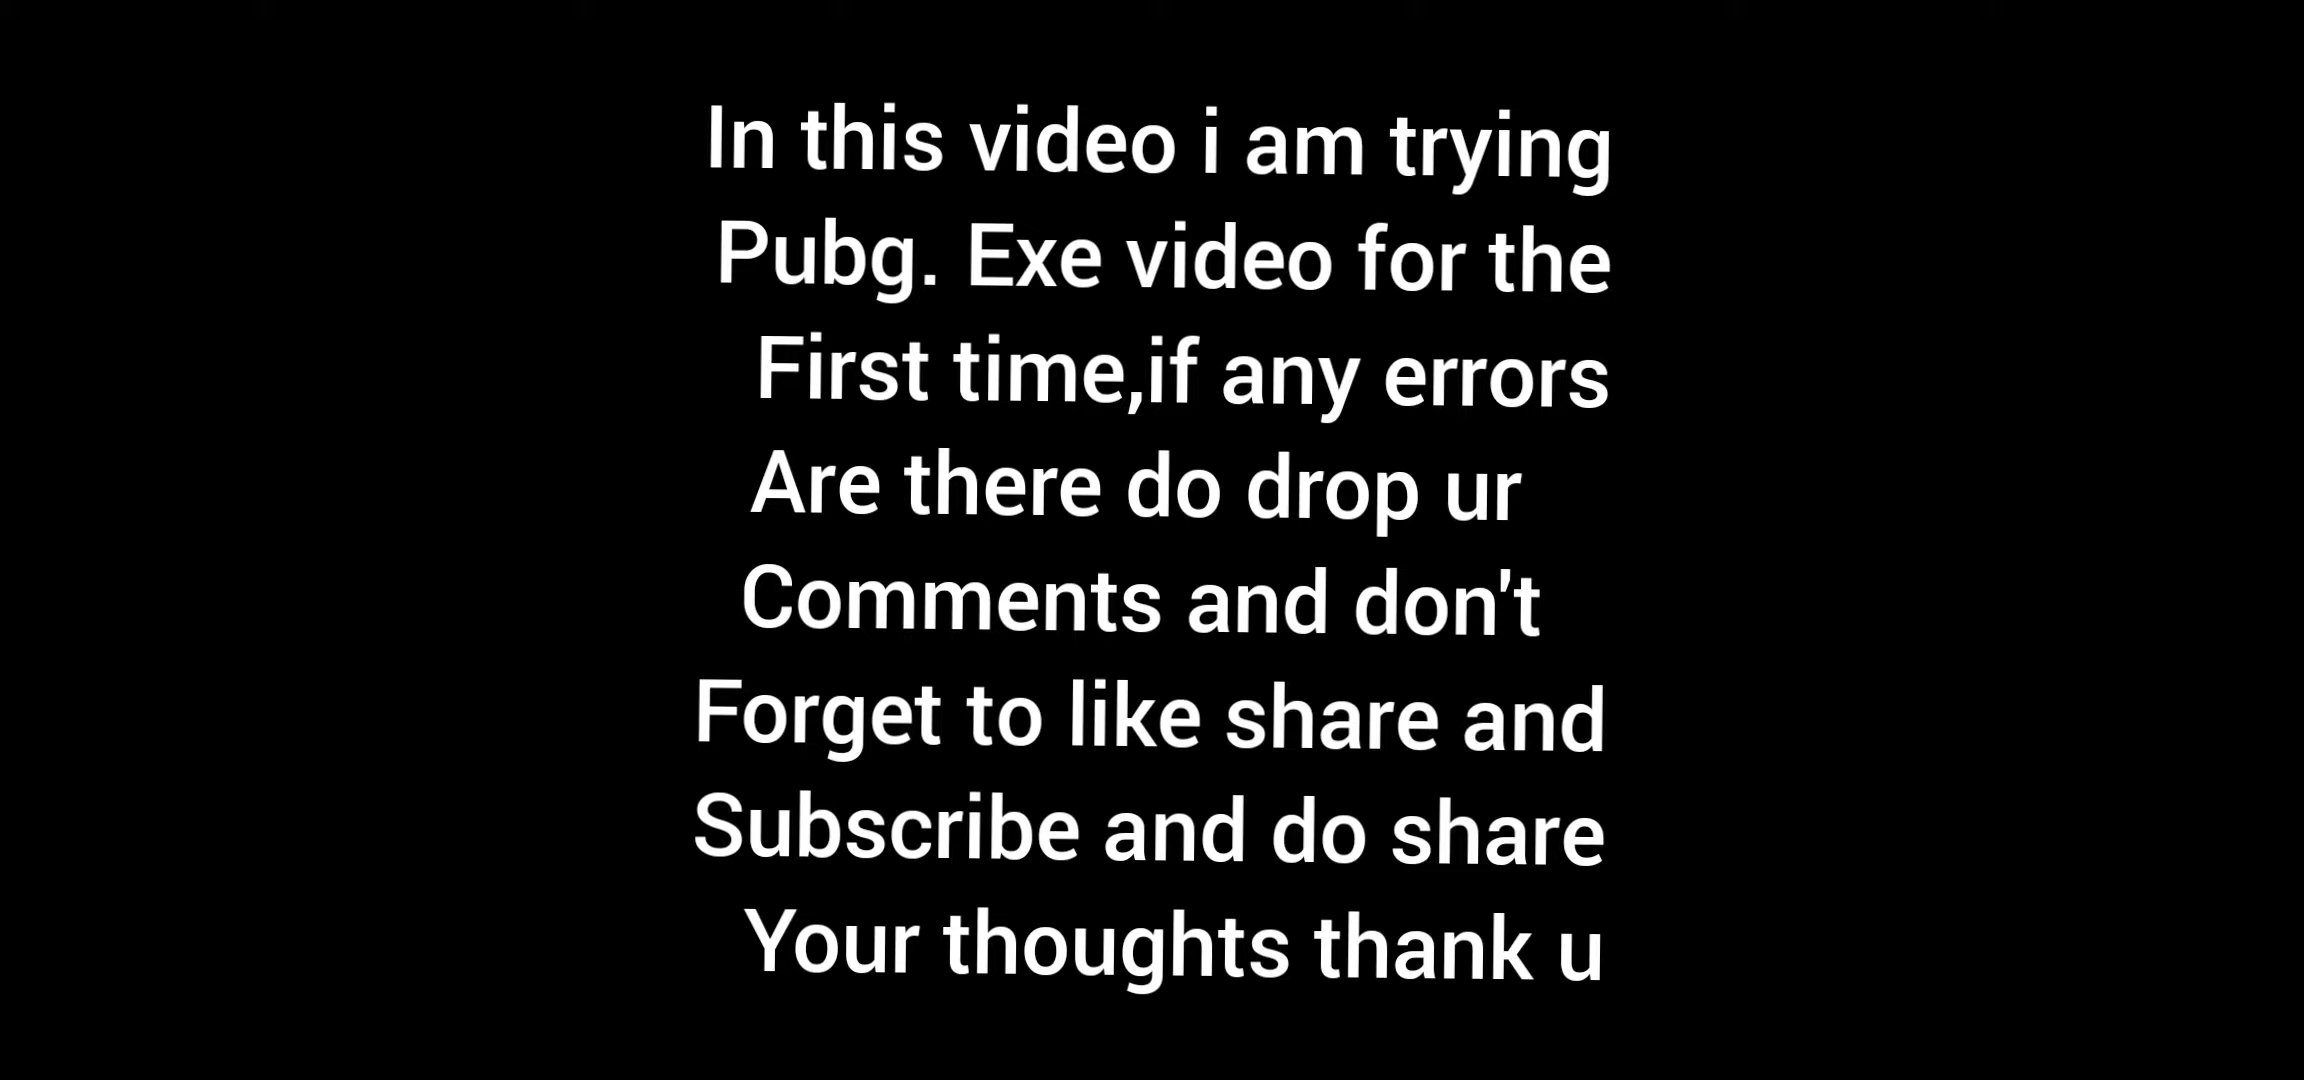 In this video i am trying
Pubg. Exe video for the
First time,if any errors
Are there do drop ur
Comments and don't
Forget to like share and
Subscribe and do share
Your thoughts thank u